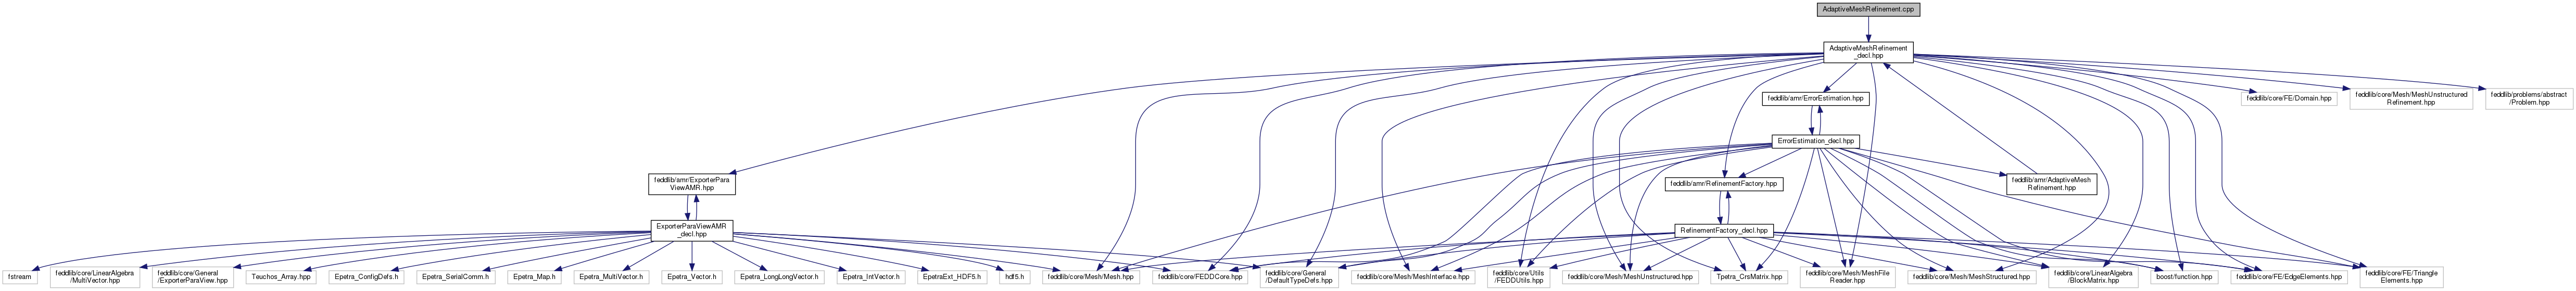 AdaptiveMeshRefinement.cpp
AdaptiveMeshRefinement
_decl.hpp
feddlib/amr/ErrorEstimation.hpp
feddlib/core/FE/Domain.hpp
feddlib/core/Mesh/MeshUnstructured
Refinement.hpp
feddlib/problems/abstract
/Problem.hpp
ErrorEstimation_decl.hpp
feddlib/amr/ExporterPara
ViewAMR.hpp
feddlib/amr/RefinementFactory.hpp
feddlib/amr/AdaptiveMesh
Refinement.hpp
ExporterParaViewAMR
_decl.hpp
RefinementFactory_decl.hpp
fstream
feddlib/core/LinearAlgebra
/MultiVector.hpp
feddlib/core/General
/ExporterParaView.hpp
Teuchos_Array.hpp
Epetra_ConfigDefs.h
Epetra_SerialComm.h
Epetra_Map.h
Epetra_MultiVector.h
Epetra_Vector.h
Epetra_LongLongVector.h
Epetra_IntVector.h
EpetraExt_HDF5.h
hdf5.h
feddlib/core/Mesh/Mesh.hpp
feddlib/core/FEDDCore.hpp
feddlib/core/General
/DefaultTypeDefs.hpp
feddlib/core/Mesh/MeshInterface.hpp
feddlib/core/Utils
/FEDDUtils.hpp
feddlib/core/Mesh/MeshUnstructured.hpp
Tpetra_CrsMatrix.hpp
feddlib/core/Mesh/MeshFile
Reader.hpp
feddlib/core/Mesh/MeshStructured.hpp
feddlib/core/LinearAlgebra
/BlockMatrix.hpp
boost/function.hpp
feddlib/core/FE/EdgeElements.hpp
feddlib/core/FE/Triangle
Elements.hpp